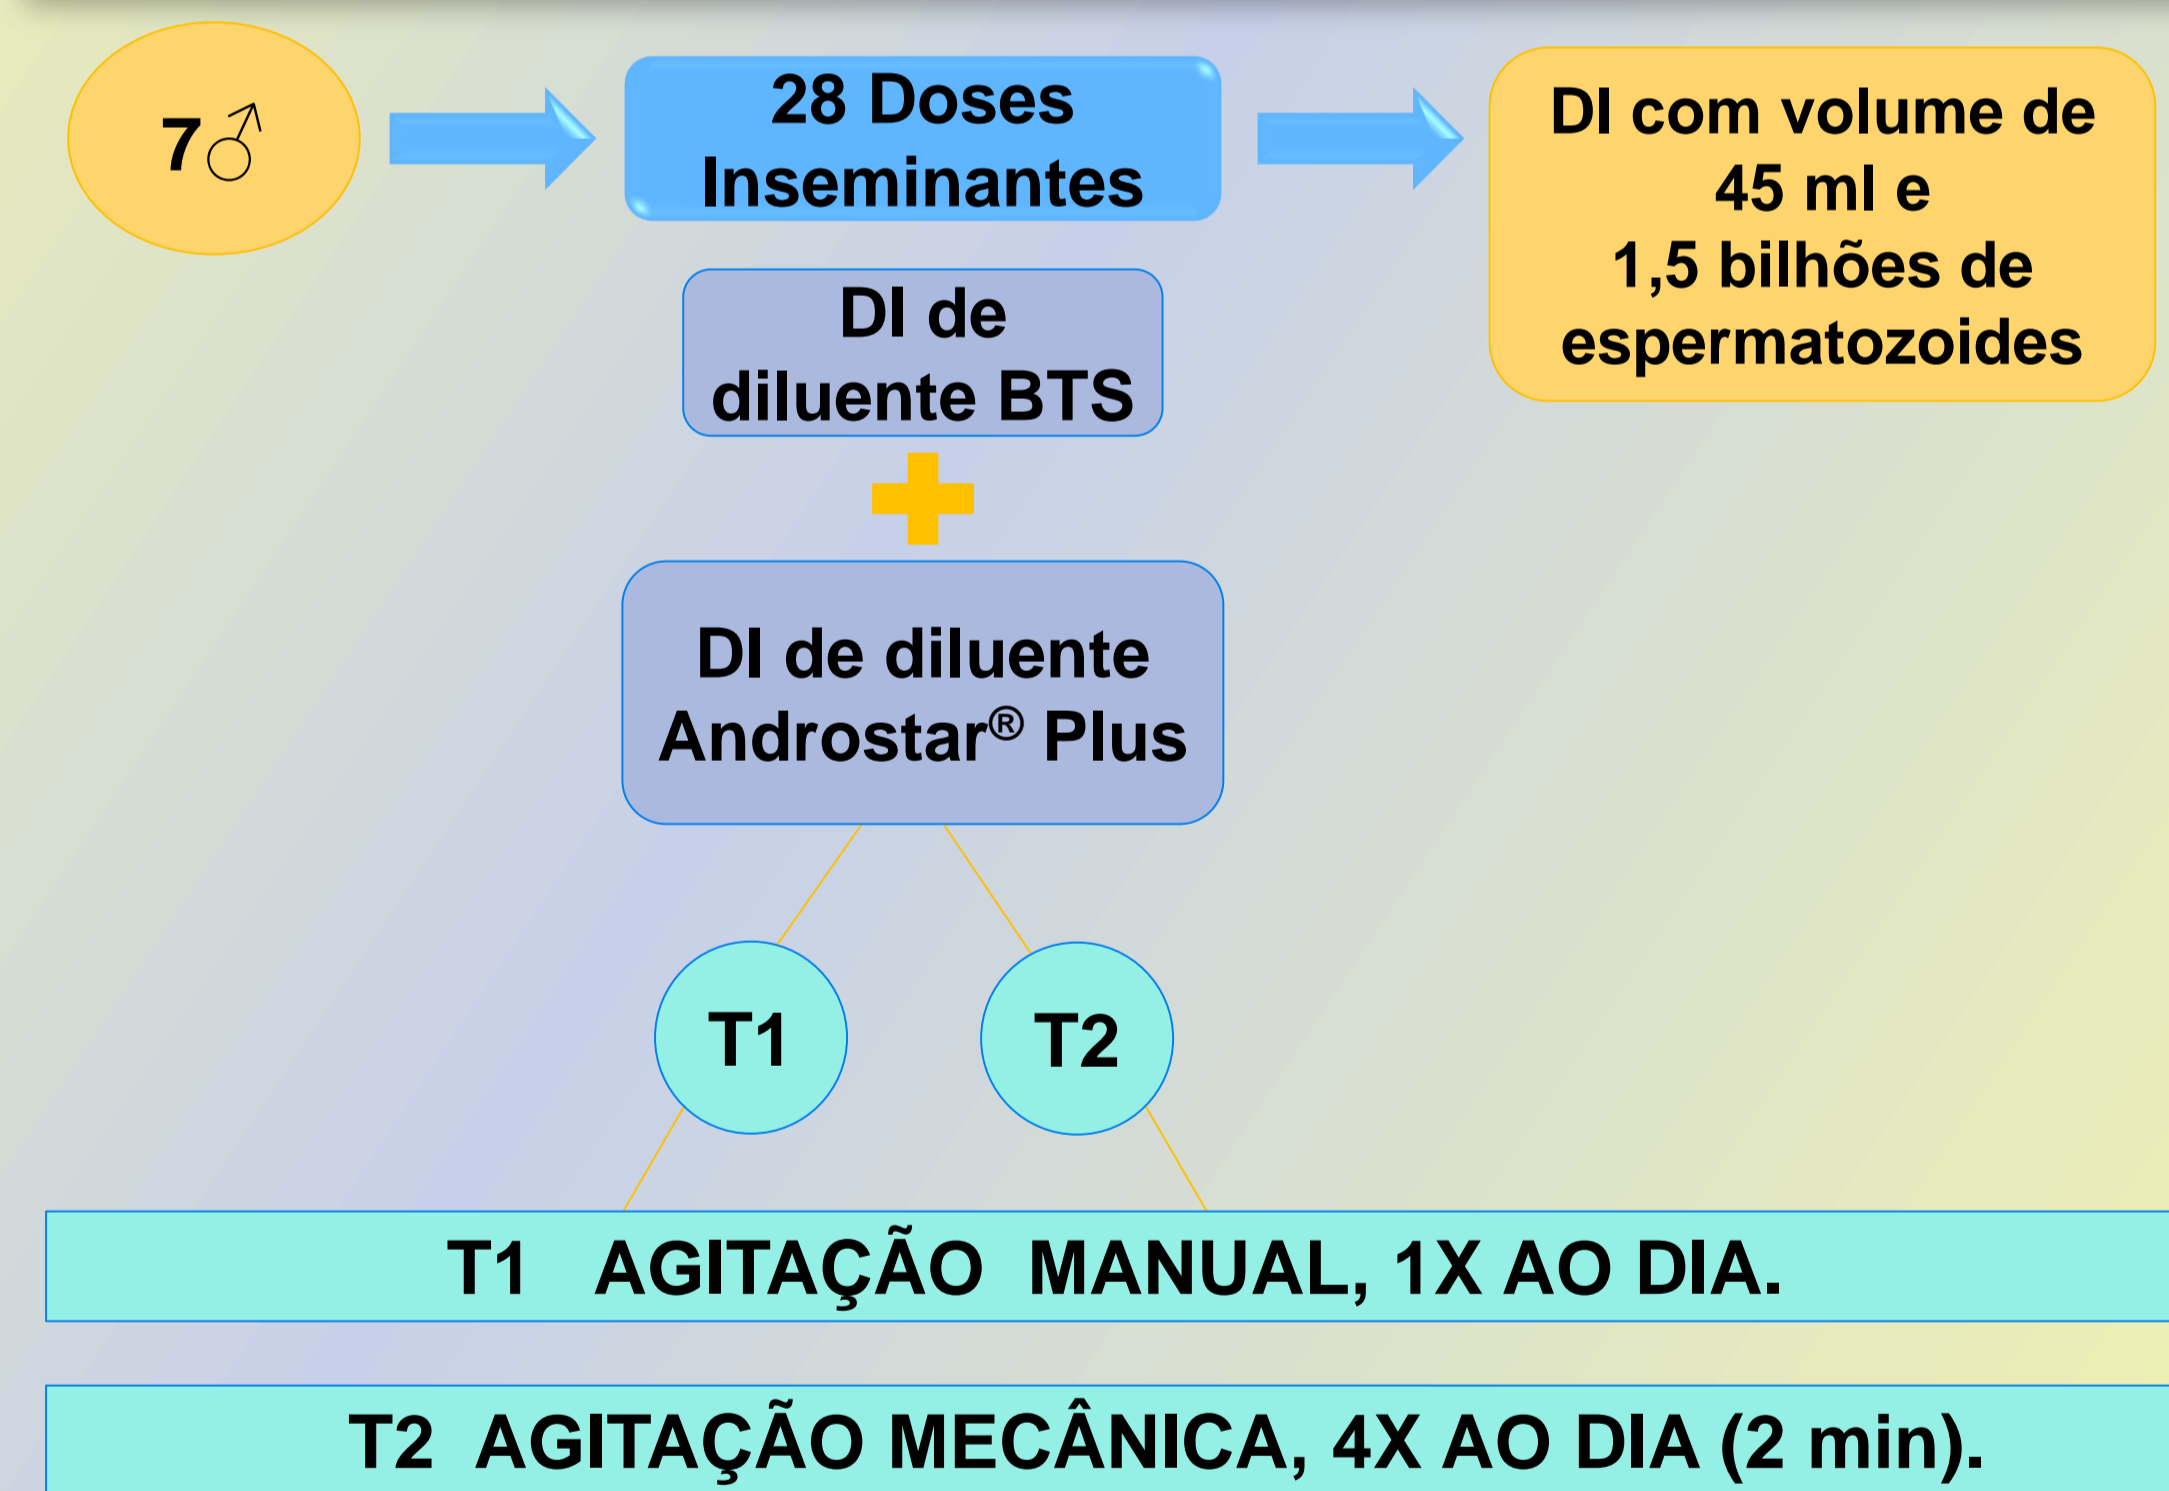 7♂
28 Doses
Inseminantes
DI com volume de
45 ml e
1,5 bilhões de
espermatozoides
DI de
diluente BTS
DI de diluente
Androstar® Plus
T1
T2
T1 AGITAÇÃO MANUAL, 1X AO DIA.
T2 AGITAÇÃO MECÂNICA, 4X AO DIA (2 min).